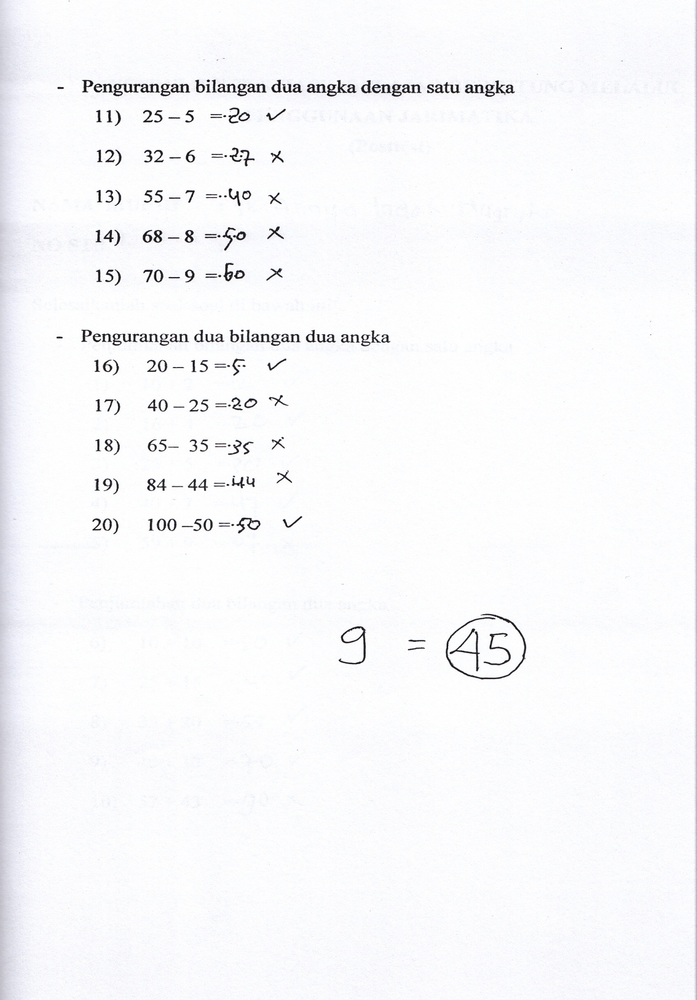 - Pengurangan bilangan dua angka dengan satu angka
11) 25 – 5 = 20 ✓
12) 32 – 6 = 27 ×
13) 55 – 7 = 40 ×
14) 68 – 8 = 50 ×
15) 70 – 9 = 60 ×
- Pengurangan dua bilangan dua angka
16) 20 – 15 = 5 ✓
17) 40 – 25 = 20 ×
18) 65– 35 = 35 ×
19) 84 – 44 = 44 ×
20) 100 –50 = 50 ✓
9 = 45